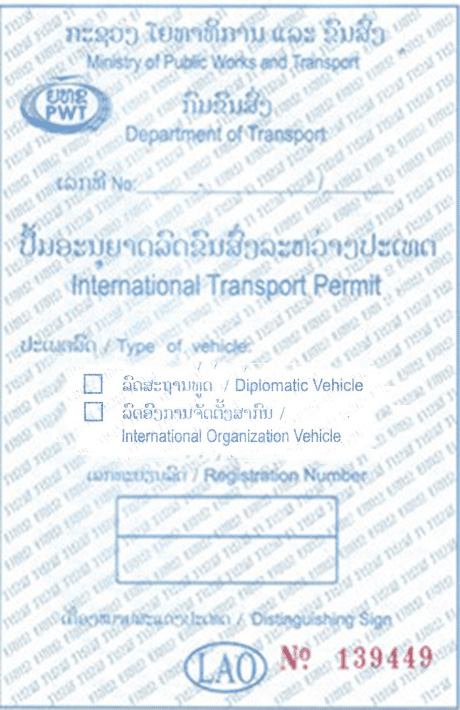 ກະຊວງ ໂຍທາທິການ ແລະ ຂົນສົ່ງ
Ministry of Public Works and Transport
ຍທຂ
PWT
ກົມຂົນສົ່ງ
Department of Transport
ເລກທີ No:
ປຶ້ມອະນຸຍາດລົດຂົນສົ່ງລະຫວ່າງປະເທດ
International Transport Permit
ປະເພດລົດ / Type of vehicle:
ລົດສະຖານທູດ / Diplomatic Vehicle
ລົດອົງການຈັດຕັ້ງສາກົນ /
International Organization Vehicle
ເລກທະບຽນລົດ / Registration Number
ເຄື່ອງໝາຍສະແດງປະເທດ / Distinguishing Sign
LAO
Nº 139449